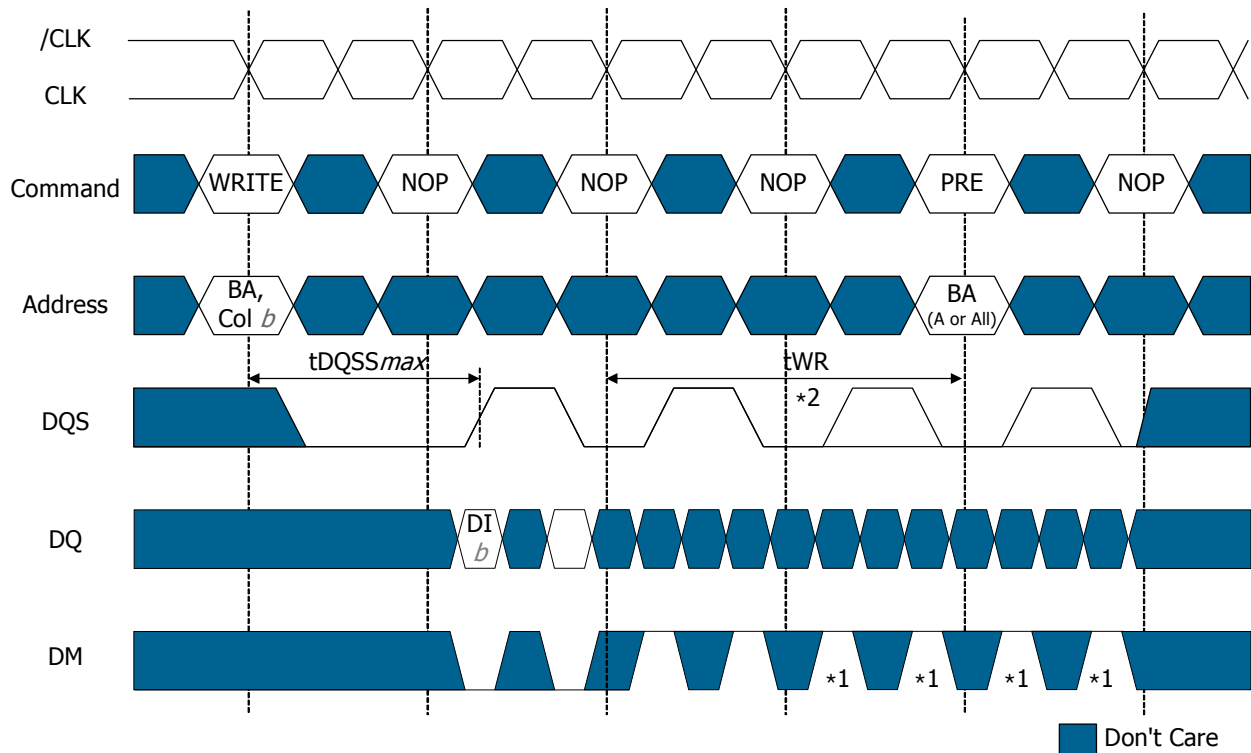 /CLK
CLK
Command WRITE NOP NOP NOP PRE NOP
Address BA, Col b BA (A or All)
tDQSSmax tWR
DQS *2
DQ DI b
DM *1 *1 *1 *1
Don't Care